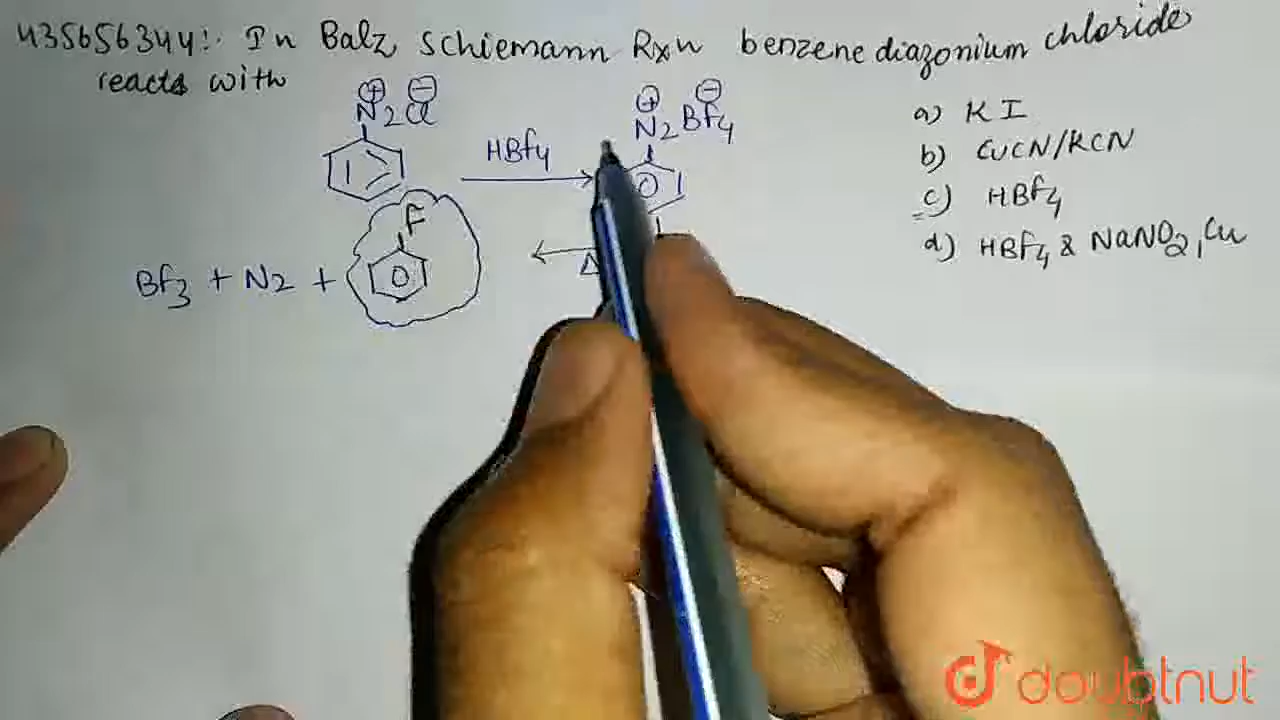 435656344:. In Balz Schiemann Rxn benzene diazonium chloride
reacts with
N2 Cl
HBf4
N2 Bf4
F
Δ
Bf3 + N2 +
a) KI
b) CuCN/KCN
c) HBf4
d) HBf4 & NaNO2, Cu
doubtnut